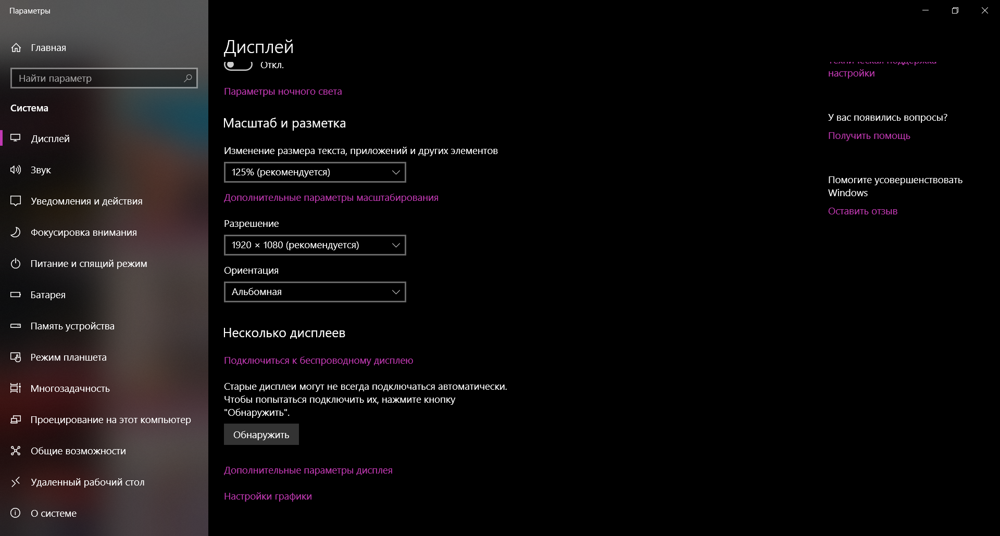 Параметры
Главная
Найти параметр
Система
Дисплей
Звук
Уведомления и действия
Фокусировка внимания
Питание и спящий режим
Батарея
Память устройства
Режим планшета
Многозадачность
Проецирование на этот компьютер
Общие возможности
Удаленный рабочий стол
О системе
Дисплей
Откл.
Параметры ночного света
Масштаб и разметка
Изменение размера текста, приложений и других элементов
125% (рекомендуется)
Дополнительные параметры масштабирования
Разрешение
1920 × 1080 (рекомендуется)
Ориентация
Альбомная
Несколько дисплеев
Подключиться к беспроводному дисплею
Старые дисплеи могут не всегда подключаться автоматически.
Чтобы попытаться подключить их, нажмите кнопку
"Обнаружить".
Обнаружить
Дополнительные параметры дисплея
Настройки графики
Техническая поддержка
настройки
У вас появились вопросы?
Получить помощь
Помогите усовершенствовать
Windows
Оставить отзыв